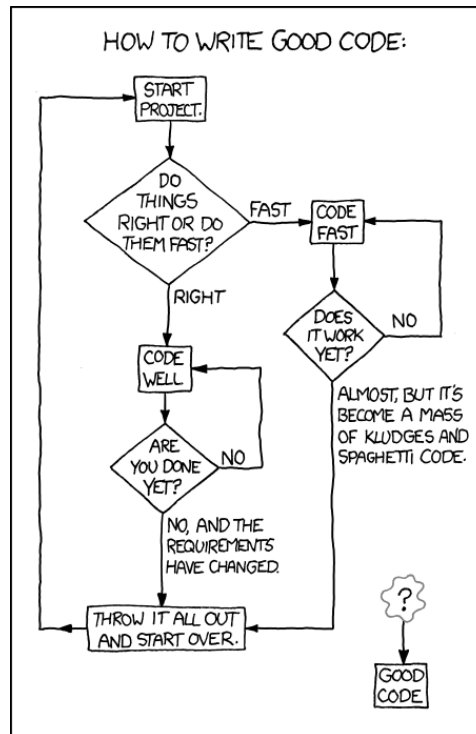 HOW TO WRITE GOOD CODE:
START
PROJECT.
DO
THINGS
RIGHT OR DO
THEM FAST?
FAST
CODE
FAST
RIGHT
DOES
IT WORK
YET?
NO
CODE
WELL
ALMOST, BUT IT'S
BECOME A MASS
OF KLUDGES AND
SPAGHETTI CODE.
ARE
YOU DONE
YET?
NO
NO, AND THE
REQUIREMENTS
HAVE CHANGED.
THROW IT ALL OUT
AND START OVER.
?
GOOD
CODE